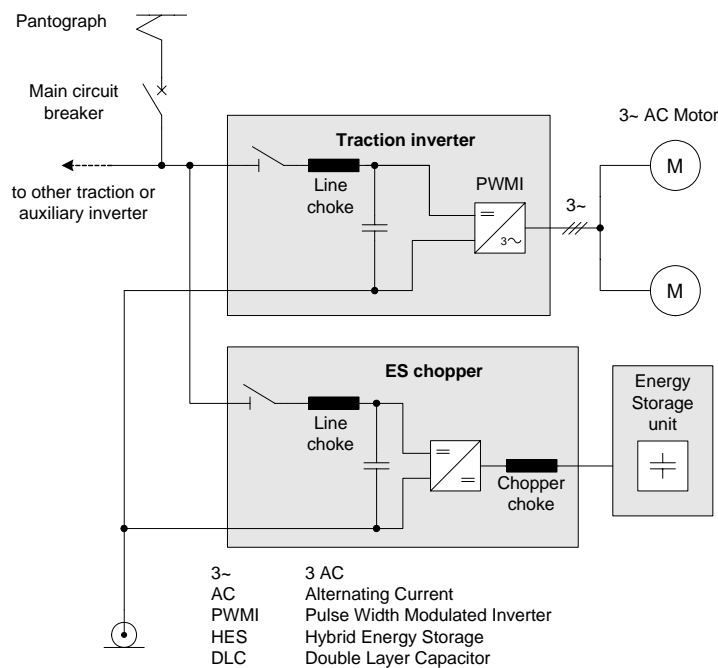 Pantograph
Main circuit
breaker
to other traction or
auxiliary inverter
Traction inverter
Line
choke
PWMI
3~
3~
3~ AC Motor
M
M
ES chopper
Line
choke
Chopper
choke
Energy
Storage
unit
3~ 3 AC
AC Alternating Current
PWMI Pulse Width Modulated Inverter
HES Hybrid Energy Storage
DLC Double Layer Capacitor